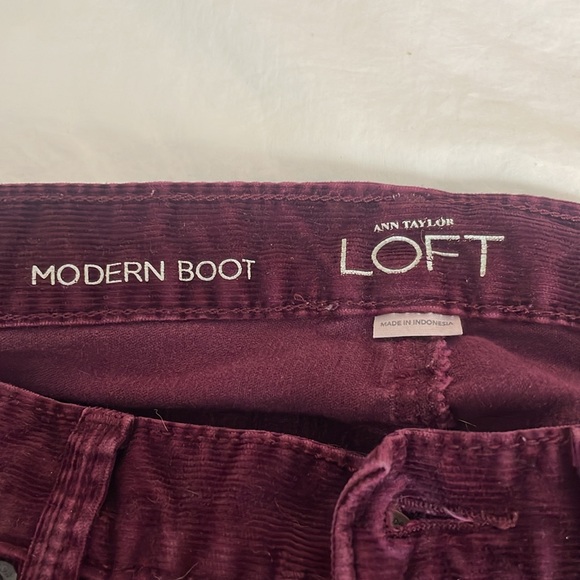 MODERN BOOT
ANN TAYLOR
LOFT
MADE IN INDONESIA